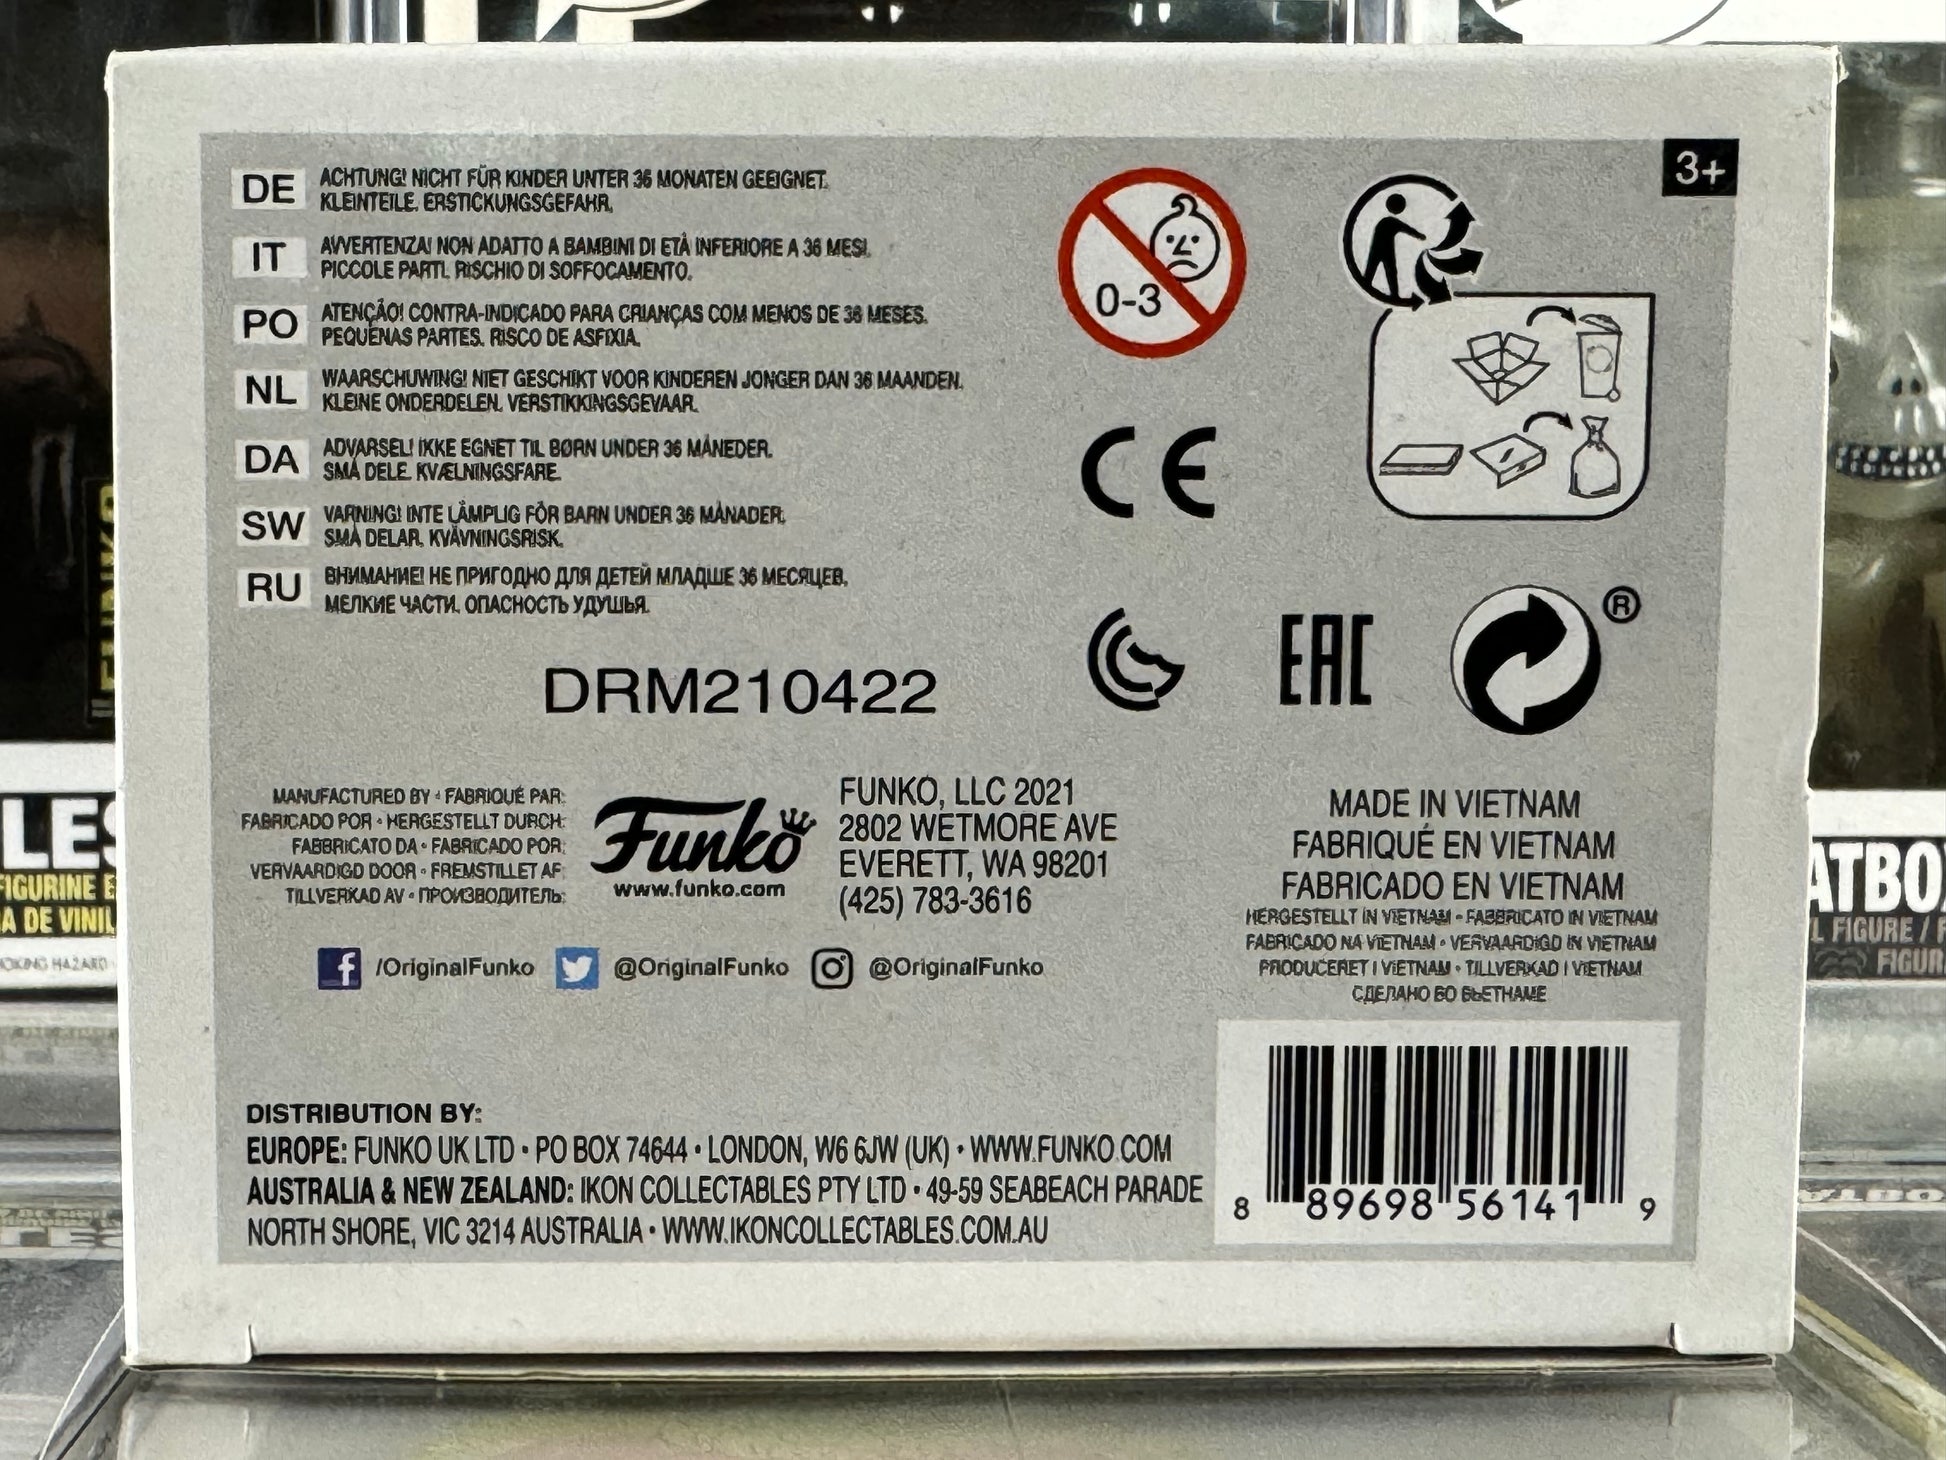 3+
DE ACHTUNG! NICHT FÜR KINDER UNTER 36 MONATEN GEEIGNET.
KLEINTEILE. ERSTICKUNGSGEFAHR.
IT AVVERTENZA! NON ADATTO A BAMBINI DI ETÀ INFERIORE A 36 MESI.
PICCOLE PARTI. RISCHIO DI SOFFOCAMENTO.
PO ATENÇÃO! CONTRA-INDICADO PARA CRIANÇAS COM MENOS DE 36 MESES.
PEQUENAS PARTES. RISCO DE ASFIXIA.
NL WAARSCHUWING! NIET GESCHIKT VOOR KINDEREN JONGER DAN 36 MAANDEN.
KLEINE ONDERDELEN. VERSTIKKINGSGEVAAR.
DA ADVARSEL! IKKE EGNET TIL BØRN UNDER 36 MÅNEDER.
SMÅ DELE. KVÆLNINGSFARE.
SW VARNING! INTE LÄMPLIG FÖR BARN UNDER 36 MÅNADER.
SMÅ DELAR. KVÄVNINGSRISK.
RU ВНИМАНИЕ! НЕ ПРИГОДНО ДЛЯ ДЕТЕЙ МЛАДШЕ 36 МЕСЯЦЕВ.
МЕЛКИЕ ЧАСТИ. ОПАСНОСТЬ УДУШЬЯ.
0-3
CE
EAC
®
DRM210422
MANUFACTURED BY • FABRIQUÉ PAR:
FABRICADO POR • HERGESTELLT DURCH:
FABBRICATO DA • FABRICADO POR:
VERVAARDIGD DOOR • FREMSTILLET AF:
TILLVERKAD AV • ПРОИЗВОДИТЕЛЬ:
Funko
www.funko.com
FUNKO, LLC 2021
2802 WETMORE AVE
EVERETT, WA 98201
(425) 783-3616
MADE IN VIETNAM
FABRIQUÉ EN VIETNAM
FABRICADO EN VIETNAM
HERGESTELLT IN VIETNAM • FABBRICATO IN VIETNAM
FABRICADO NA VIETNAM • VERVAARDIGD IN VIETNAM
PRODUCERET I VIETNAM • TILLVERKAD I VIETNAM
СДЕЛАНО ВО ВЬЕТНАМЕ
/OriginalFunko @OriginalFunko @OriginalFunko
DISTRIBUTION BY:
EUROPE: FUNKO UK LTD • PO BOX 74644 • LONDON, W6 6JW (UK) • WWW.FUNKO.COM
AUSTRALIA & NEW ZEALAND: IKON COLLECTABLES PTY LTD • 49-59 SEABEACH PARADE
NORTH SHORE, VIC 3214 AUSTRALIA • WWW.IKONCOLLECTABLES.COM.AU
8 89698 56141 9
LES
FIGURINE
DE VINIL
HAZARD
ATBO
FIGURE /
FIGUR